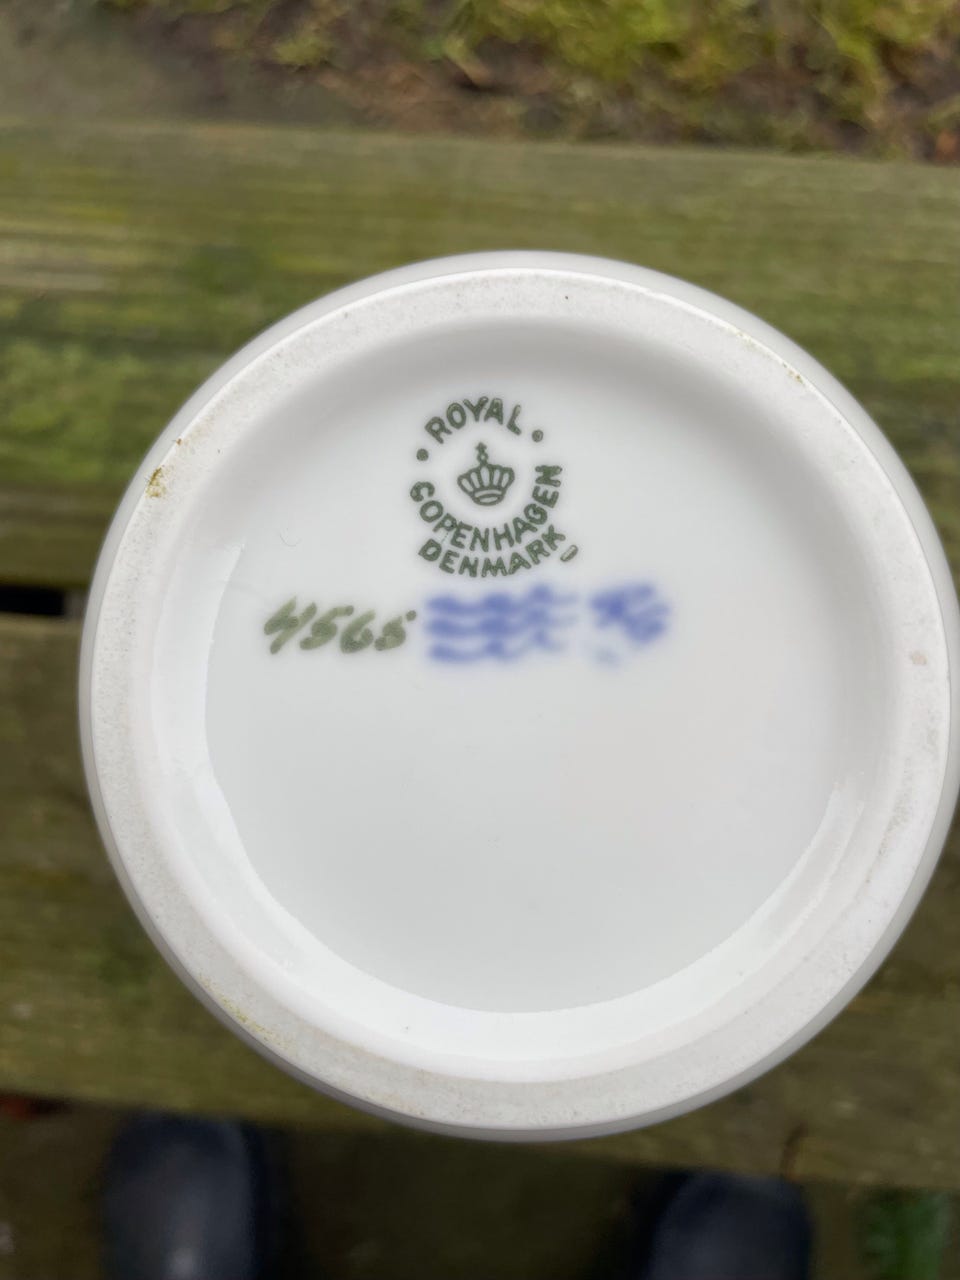 ROYAL
COPENHAGEN
DENMARK
4565